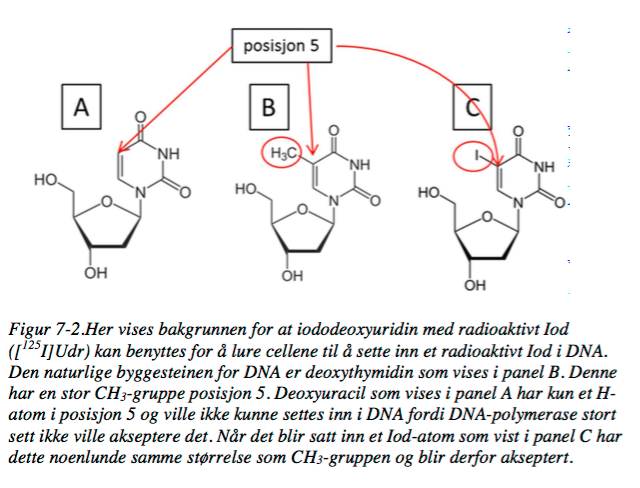 posisjon 5
A
B
C
O
NH
N
O
HO
O
OH
H₃C
O
NH
N
O
HO
O
OH
I
O
NH
N
O
HO
O
OH
Figur 7-2.Her vises bakgrunnen for at iododeoxyuridin med radioaktivt Iod
([¹²⁵I]Udr) kan benyttes for å lure cellene til å sette inn et radioaktivt Iod i DNA.
Den naturlige byggesteinen for DNA er deoxythymidin som vises i panel B. Denne
har en stor CH₃-gruppe posisjon 5. Deoxyuracil som vises i panel A har kun et H-
atom i posisjon 5 og ville ikke kunne settes inn i DNA fordi DNA-polymerase stort
sett ikke ville akseptere det. Når det blir satt inn et Iod-atom som vist i panel C har
dette noenlunde samme størrelse som CH₃-gruppen og blir derfor akseptert.